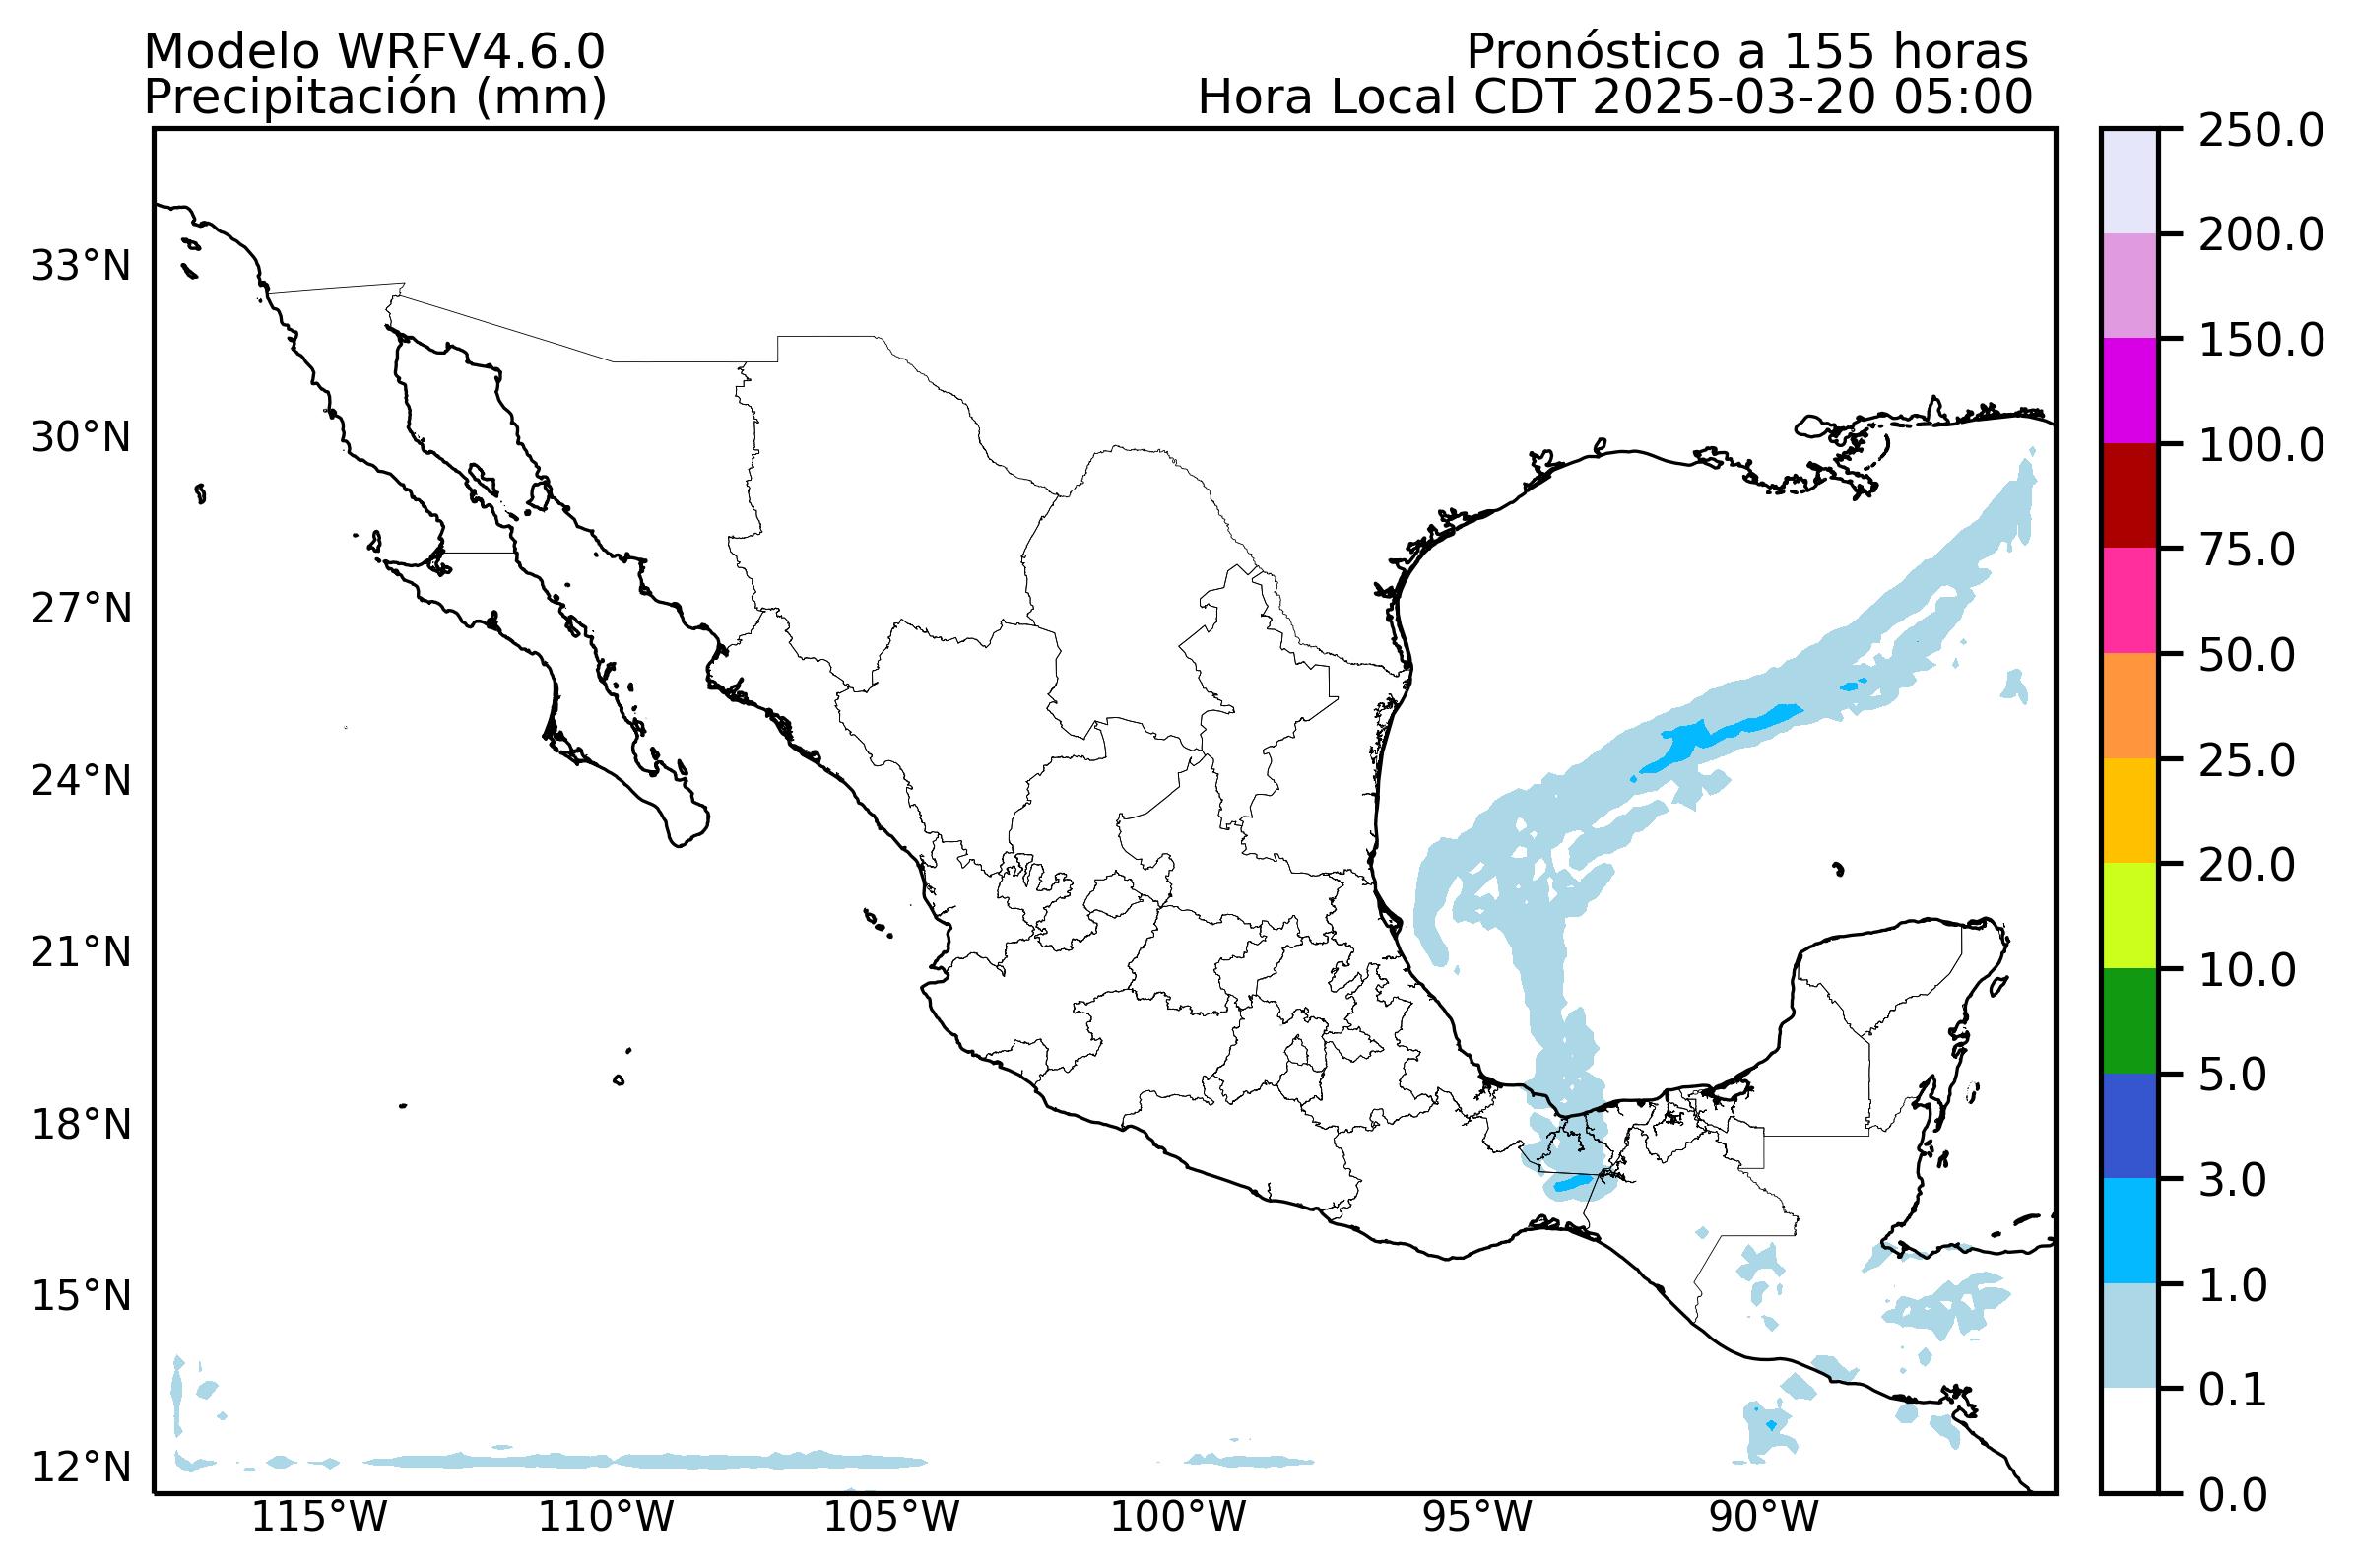 Modelo WRFV4.6.0
Precipitación (mm)
Pronóstico a 155 horas
Hora Local CDT 2025-03-20 05:00
33°N
30°N
27°N
24°N
21°N
18°N
15°N
12°N
115°W
110°W
105°W
100°W
95°W
90°W
250.0
200.0
150.0
100.0
75.0
50.0
25.0
20.0
10.0
5.0
3.0
1.0
0.1
0.0